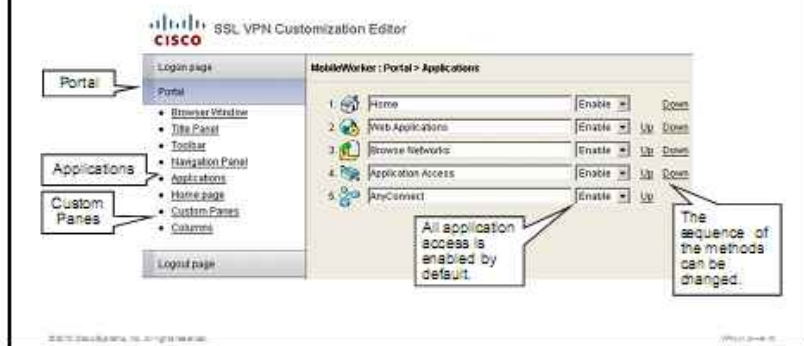 CISCO SSL VPN Customization Editor
Logon page
Portal
Browser Window
Title Panel
Toolbar
Navigation Panel
Applications
Home page
Custom Panes
Columns
Logout page
MobileWorker : Portal > Applications
1. Home Enable Down
2. Web Applications Enable Up Down
3. Browse Networks Enable Up Down
4. Application Access Enable Up Down
5. AnyConnect Enable Up
Portal
Applications
Custom
Panes
All application
access is
enabled by
default.
The
sequence of
the methods
can be
changed.